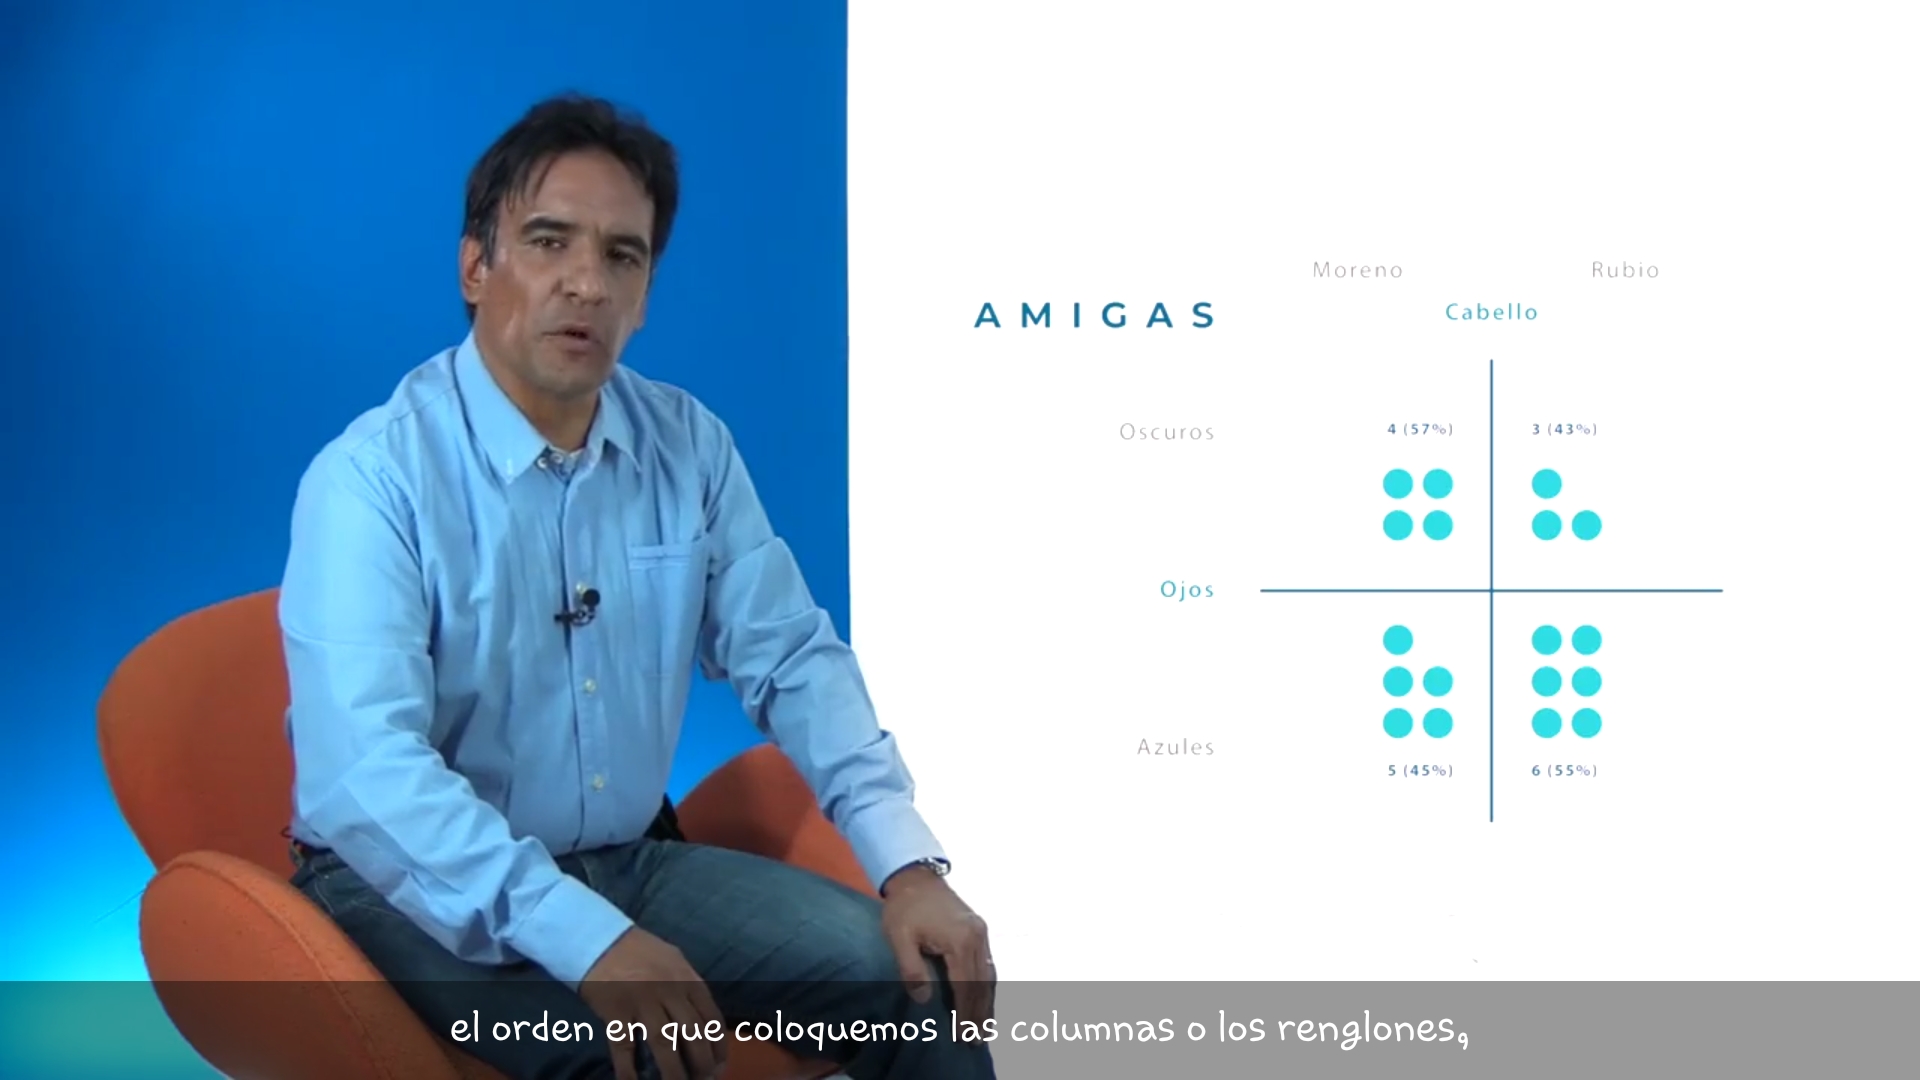 Moreno Rubio
AMIGAS
Cabello
Oscuros
4 (57%) 3 (43%)
Ojos
Azules
5 (45%) 6 (55%)
el orden en que coloquemos las columnas o los renglones,